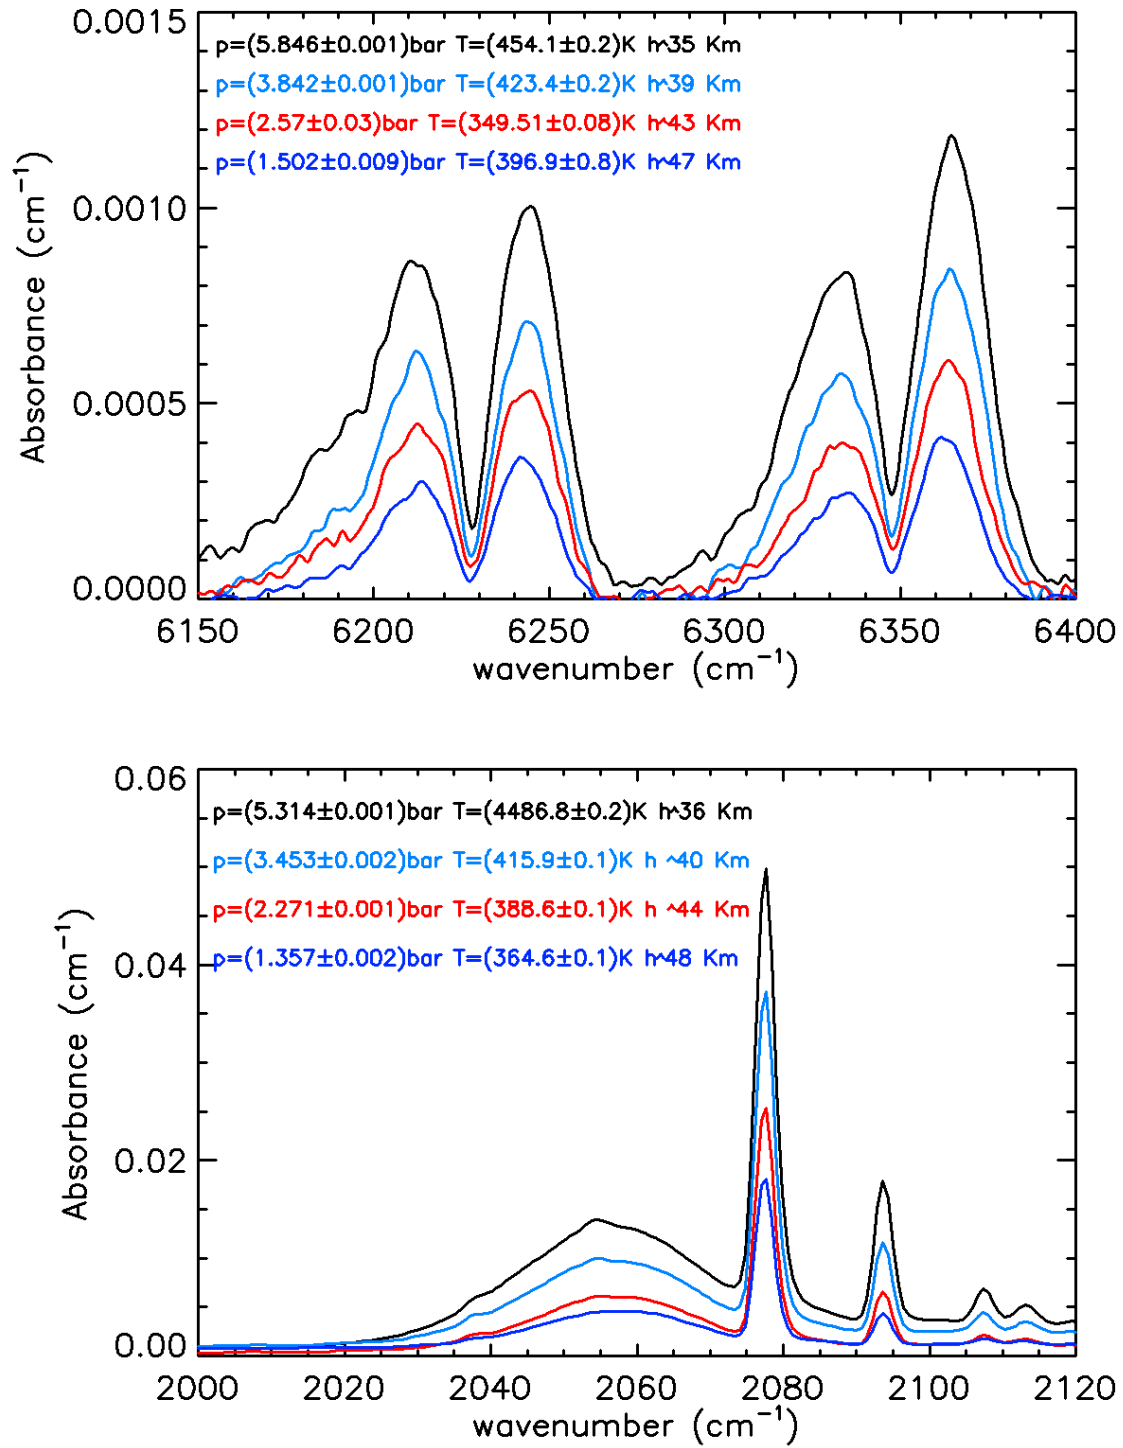 0.0015
p=(5.846±0.001)bar T=(454.1±0.2)K h~35 Km
p=(3.842±0.001)bar T=(423.4±0.2)K h~39 Km
p=(2.57±0.03)bar T=(349.51±0.08)K h~43 Km
p=(1.502±0.009)bar T=(396.9±0.8)K h~47 Km
0.0010
Absorbance (cm⁻¹)
0.0005
0.0000
6150 6200 6250 6300 6350 6400
wavenumber (cm⁻¹)
0.06
p=(5.314±0.001)bar T=(4486.8±0.2)K h~36 Km
p=(3.453±0.002)bar T=(415.9±0.1)K h ~40 Km
p=(2.271±0.001)bar T=(388.6±0.1)K h ~44 Km
p=(1.357±0.002)bar T=(364.6±0.1)K h~48 Km
0.04
Absorbance (cm⁻¹)
0.02
0.00
2000 2020 2040 2060 2080 2100 2120
wavenumber (cm⁻¹)